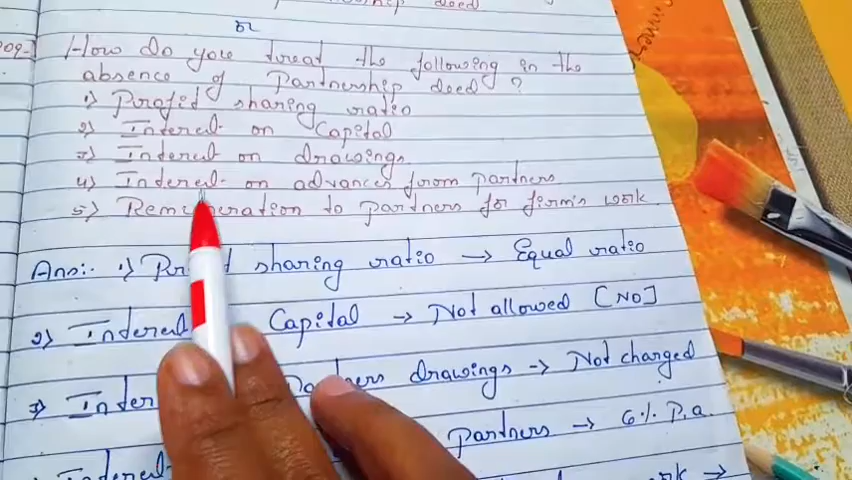 deed
or
How do you treat the following in the
absence of Partnership deed ?
1) Profit sharing ratio
2) Interest on Capital
3) Interest on drawings
4) Interest on advances from partners
5) Remuneration to partners for firm's work
Ans:- 1) sharing ratio → Equal ratio
2) Interest Capital → Not allowed [NO]
3) drawings → Not charged
partners → 6% P.a.